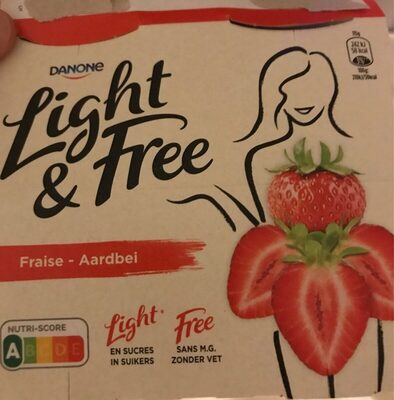 DANONE
Light
& Free
Fraise - Aardbei
NUTRI-SCORE
A B C D E
Light*
EN SUCRES
IN SUIKERS
Free
SANS M.G.
ZONDER VET